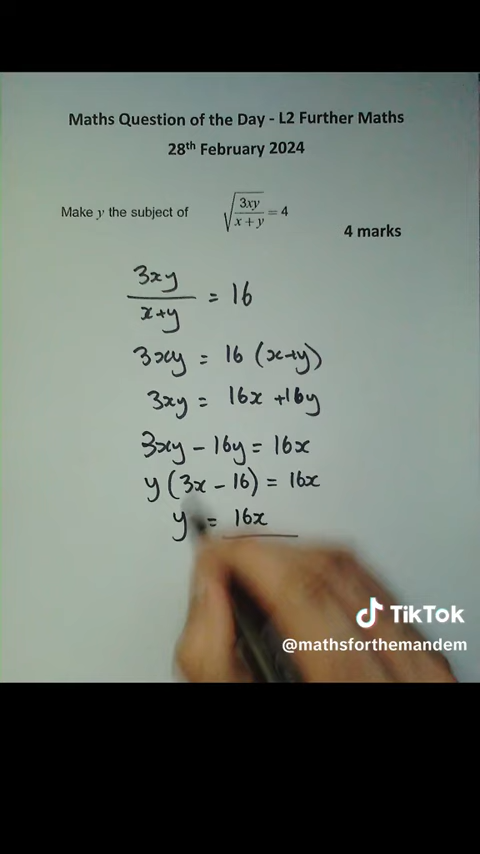 Maths Question of the Day - L2 Further Maths
28th February 2024
Make y the subject of √(3xy/(x + y)) = 4
4 marks
3xy/(x+y) = 16
3xy = 16 (x+y)
3xy = 16x +16y
3xy - 16y = 16x
y (3x - 16) = 16x
y = 16x
TikTok
@mathsforthemandem